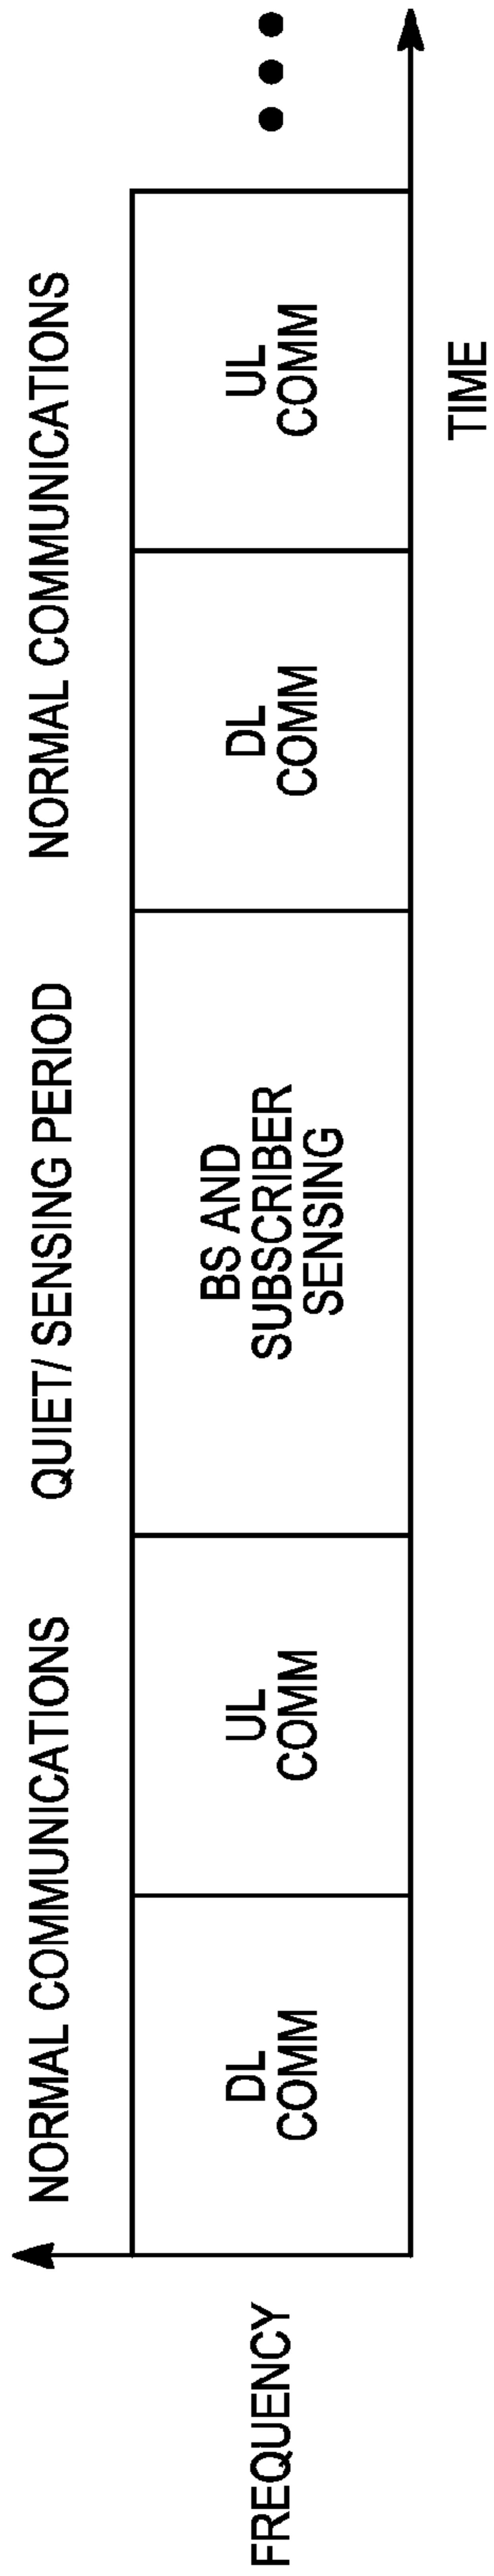 NORMAL COMMUNICATIONS
QUIET/ SENSING PERIOD
NORMAL COMMUNICATIONS
FREQUENCY
DL
COMM
UL
COMM
BS AND
SUBSCRIBER
SENSING
DL
COMM
UL
COMM
TIME